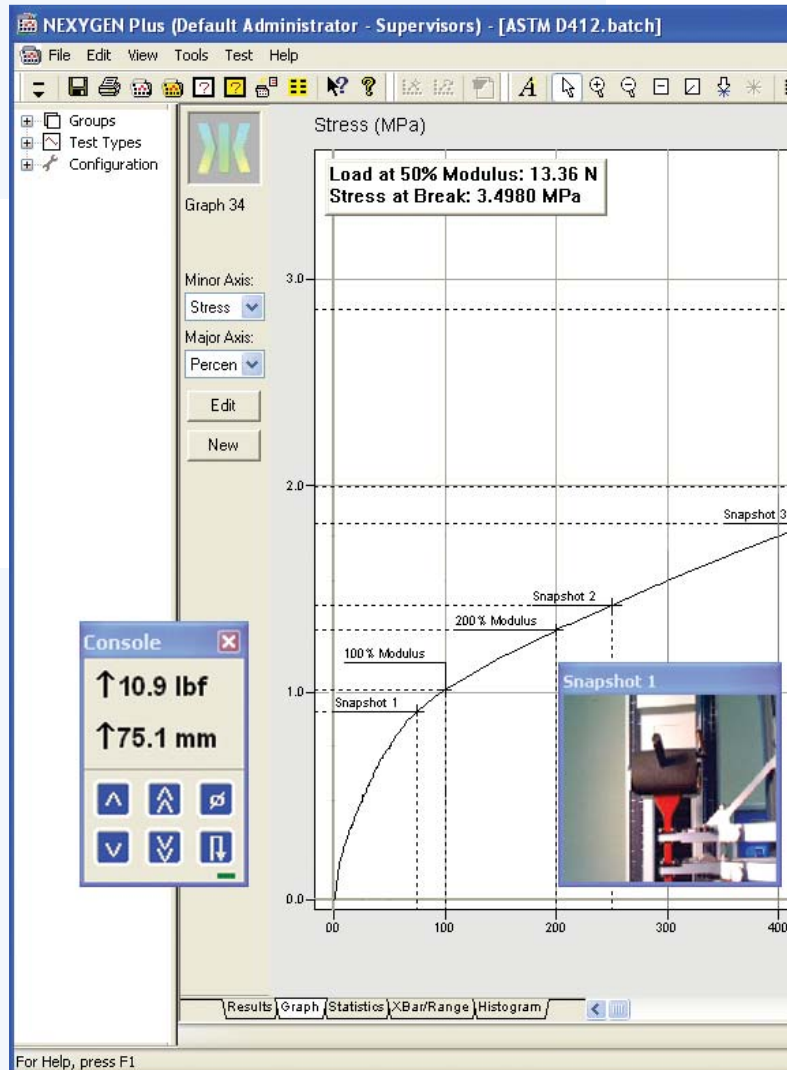 NEXYGEN Plus (Default Administrator - Supervisors) - [ASTM D412.batch]
File Edit View Tools Test Help
Groups
Test Types
Configuration
Graph 34
Minor Axis:
Stress
Major Axis:
Percen
Edit
New
Stress (MPa)
Load at 50% Modulus: 13.36 N
Stress at Break: 3.4980 MPa
3.0
2.0
Snapshot 3
Snapshot 2
200% Modulus
100% Modulus
1.0
Snapshot 1
0.0
00 100 200 300 400
Console
10.9 lbf
75.1 mm
Snapshot 1
Results Graph Statistics XBar/Range Histogram
For Help, press F1